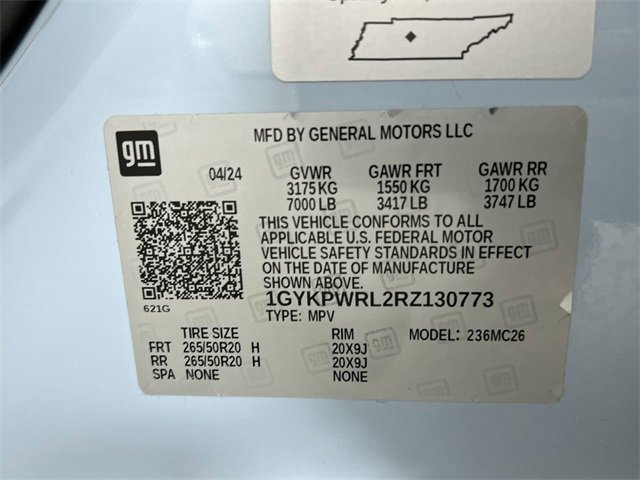 gm
MFD BY GENERAL MOTORS LLC
04/24 GVWR GAWR FRT GAWR RR
3175 KG 1550 KG 1700 KG
7000 LB 3417 LB 3747 LB
THIS VEHICLE CONFORMS TO ALL
APPLICABLE U.S. FEDERAL MOTOR
VEHICLE SAFETY STANDARDS IN EFFECT
ON THE DATE OF MANUFACTURE
SHOWN ABOVE.
1GYKPWRL2RZ130773
621G
TYPE: MPV
TIRE SIZE RIM MODEL: 236MC26
FRT 265/50R20 H 20X9J
RR 265/50R20 H 20X9J
SPA NONE NONE